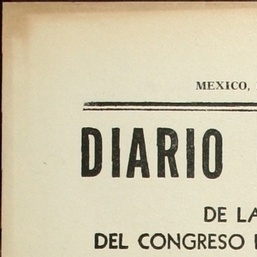 MEXICO,
DIARIO
DE LA
DEL CONGRESO